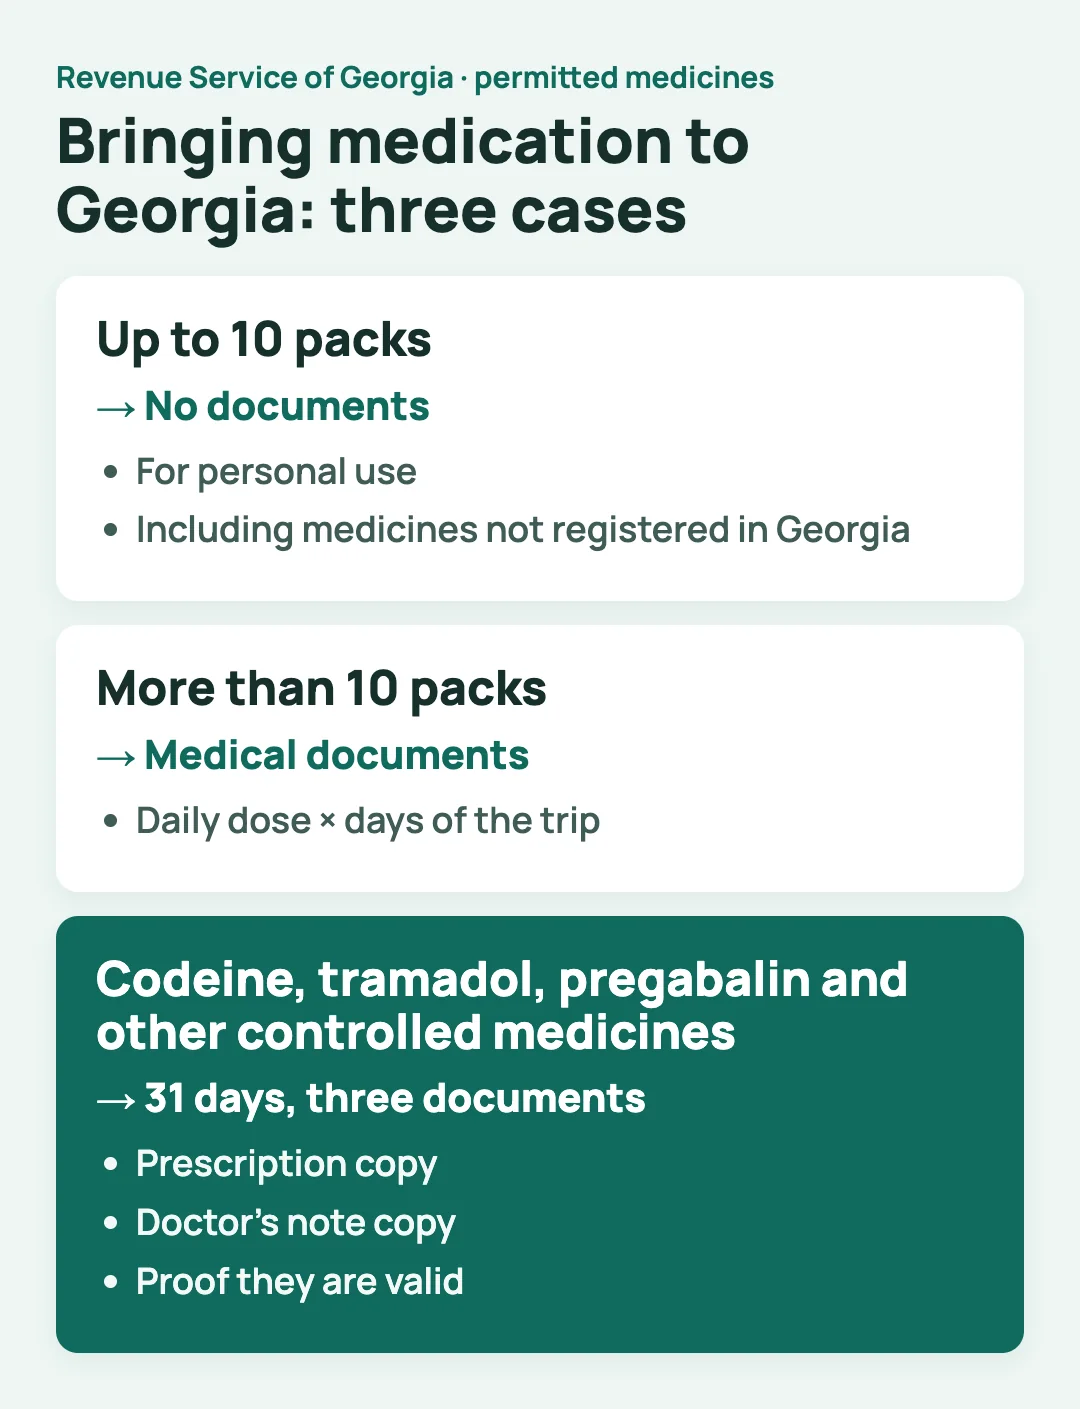 Revenue Service of Georgia · permitted medicines
Bringing medication to
Georgia: three cases
Up to 10 packs
→ No documents
• For personal use
• Including medicines not registered in Georgia
More than 10 packs
→ Medical documents
• Daily dose × days of the trip
Codeine, tramadol, pregabalin and
other controlled medicines
→ 31 days, three documents
• Prescription copy
• Doctor’s note copy
• Proof they are valid